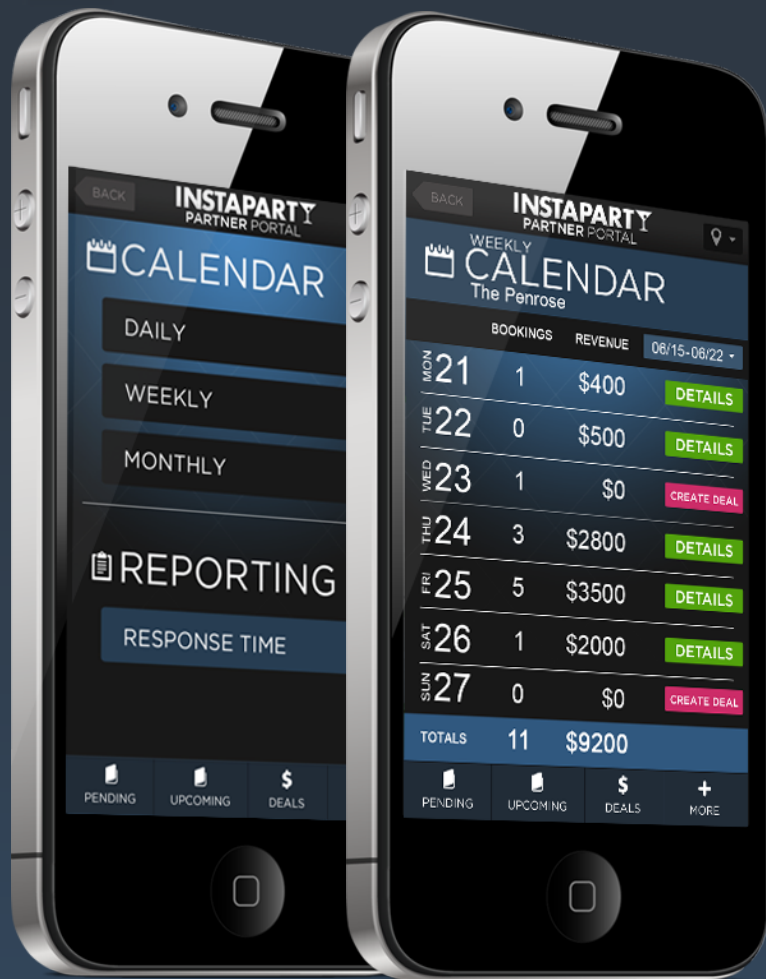 BACK
INSTAPARTY
PARTNER PORTAL
CALENDAR
DAILY
WEEKLY
MONTHLY
REPORTING
RESPONSE TIME
PENDING UPCOMING $ DEALS
BACK
INSTAPARTY
PARTNER PORTAL
WEEKLY
CALENDAR
The Penrose
BOOKINGS REVENUE 06/15-06/22
MON 21 1 $400 DETAILS
TUE 22 0 $500 DETAILS
WED 23 1 $0 CREATE DEAL
THU 24 3 $2800 DETAILS
FRI 25 5 $3500 DETAILS
SAT 26 1 $2000 DETAILS
SUN 27 0 $0 CREATE DEAL
TOTALS 11 $9200
PENDING UPCOMING $ DEALS + MORE